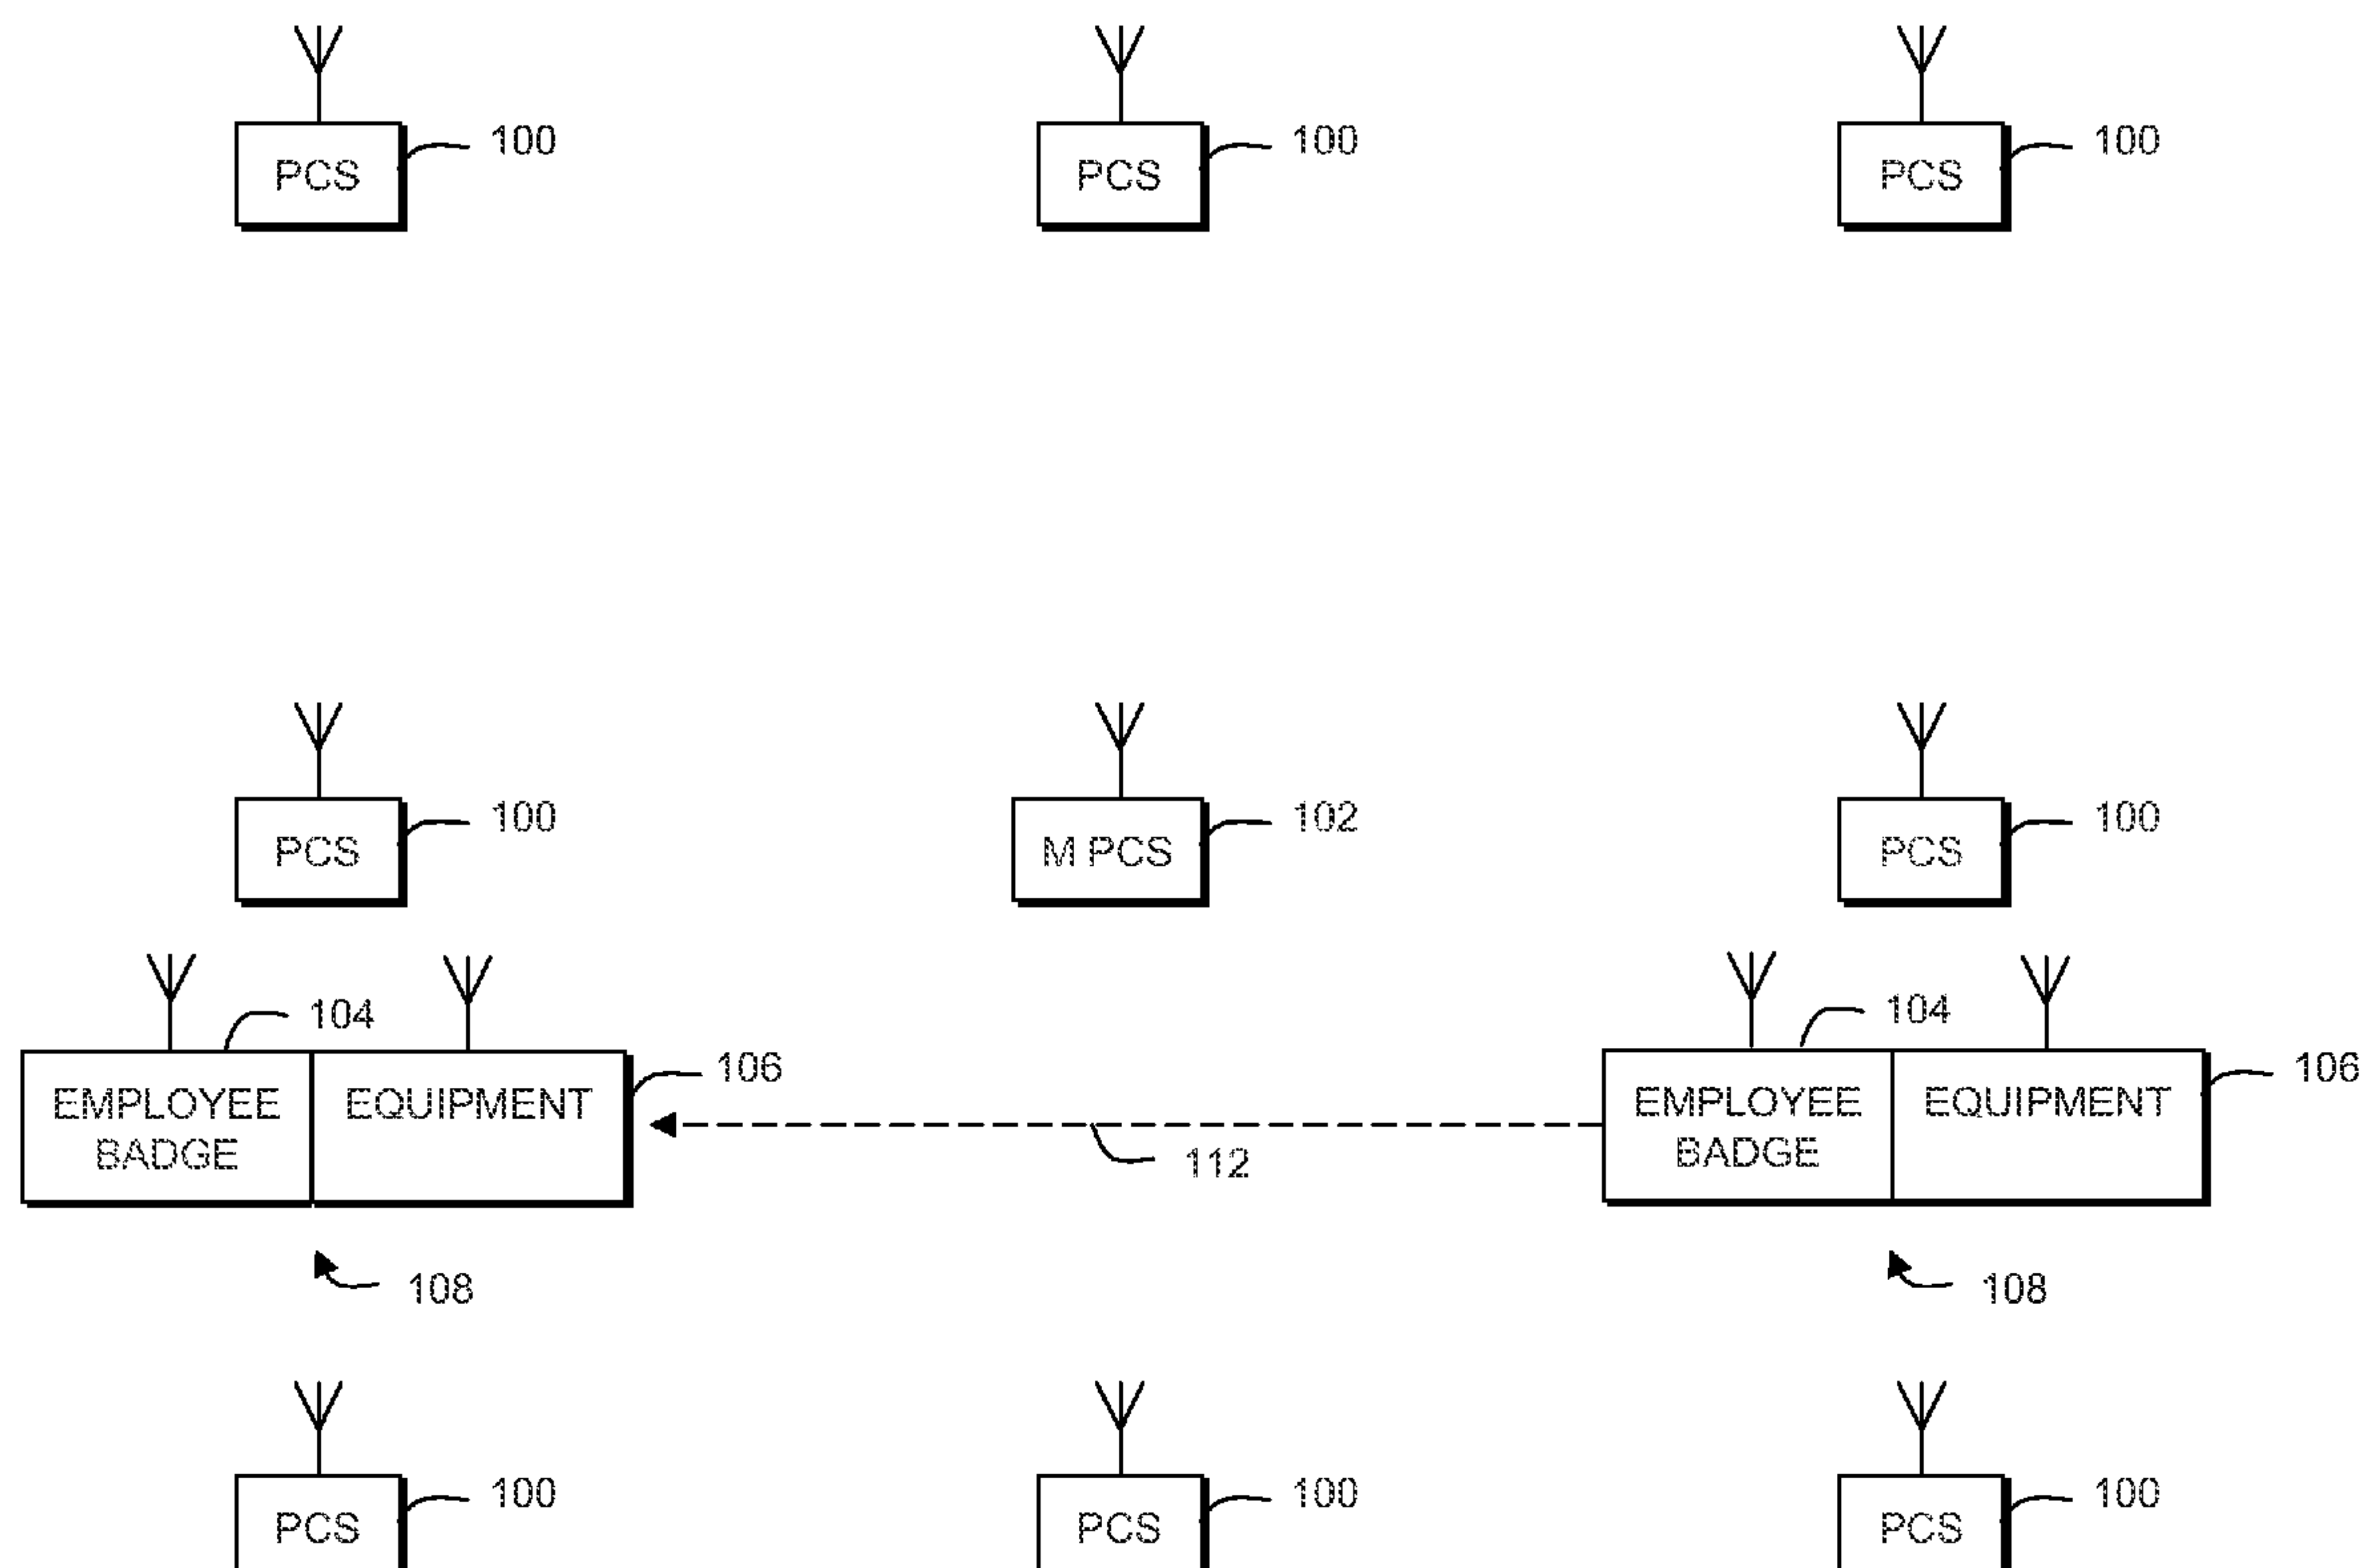 PCS 100 PCS 100 PCS 100
PCS 100 M PCS 102 PCS 100
104 104
106 106
EMPLOYEE EQUIPMENT EMPLOYEE EQUIPMENT
BADGE 112 BADGE
108 108
PCS 100 PCS 100 PCS 100